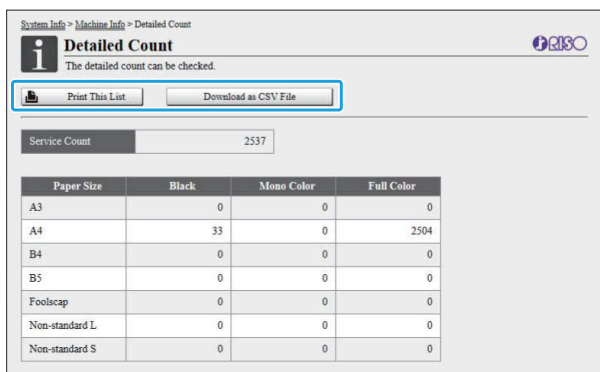 System Info > Machine Info > Detailed Count
Detailed Count
RISO
The detailed count can be checked.
Print This List Download as CSV File
Service Count 2537
Paper Size Black Mono Color Full Color
A3 0 0 0
A4 33 0 2504
B4 0 0 0
B5 0 0 0
Foolscap 0 0 0
Non-standard L 0 0 0
Non-standard S 0 0 0